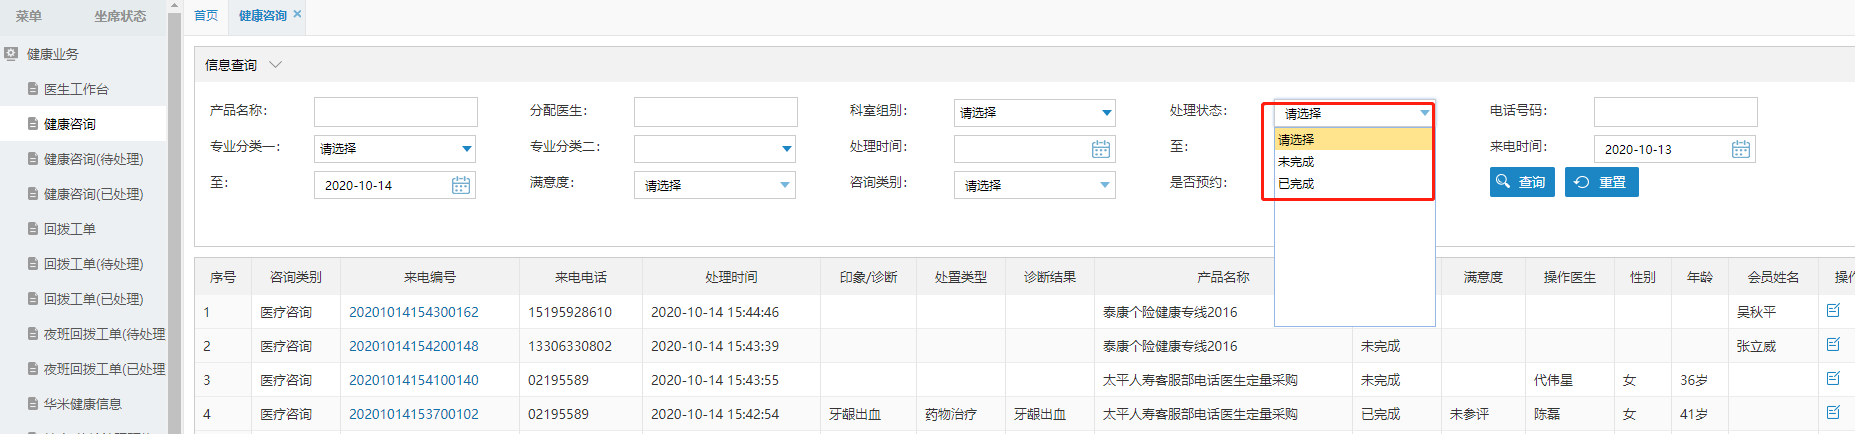 菜单 坐席状态 首页 健康咨询
健康业务
医生工作台
健康咨询
健康咨询(待处理)
健康咨询(已处理)
回拨工单
回拨工单(待处理)
回拨工单(已处理)
夜班回拨工单(待处理
夜班回拨工单(已处理
华米健康信息
信息查询
产品名称: 分配医生: 科室组别: 请选择 处理状态: 请选择 电话号码:
请选择
未完成
已完成
专业分类一: 请选择 专业分类二: 处理时间: 至: 来电时间: 2020-10-13
至: 2020-10-14 满意度: 请选择 咨询类别: 请选择 是否预约: 查询 重置
序号 咨询类别 来电编号 来电电话 处理时间 印象/诊断 处置类型 诊断结果 产品名称 满意度 操作医生 性别 年龄 会员姓名 操作
1 医疗咨询 20201014154300162 15195928610 2020-10-14 15:44:46 泰康个险健康专线2016 吴秋平
2 医疗咨询 20201014154200148 13306330802 2020-10-14 15:43:39 泰康个险健康专线2016 未完成 张立威
3 医疗咨询 20201014154100140 02195589 2020-10-14 15:43:55 太平人寿客服部电话医生定量采购 未完成 代伟星 女 36岁
4 医疗咨询 20201014153700102 02195589 2020-10-14 15:42:54 牙龈出血 药物治疗 牙龈出血 太平人寿客服部电话医生定量采购 已完成 未参评 陈磊 女 41岁